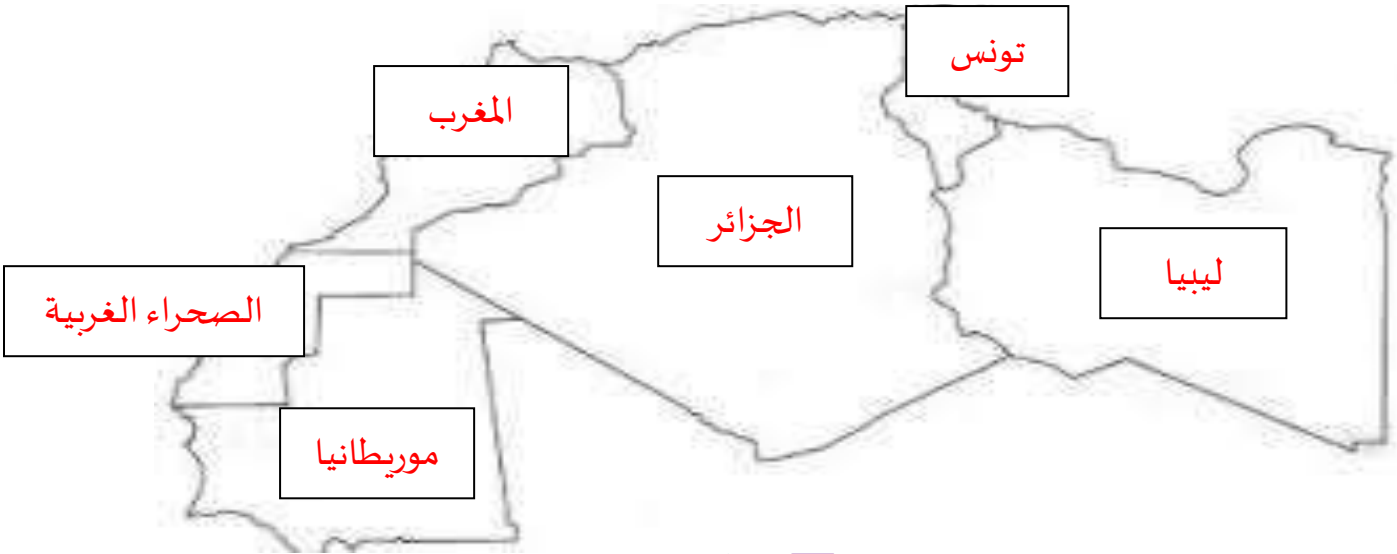 تونس
المغرب
الجزائر
ليبيا
الصحراء الغربية
موريطانيا